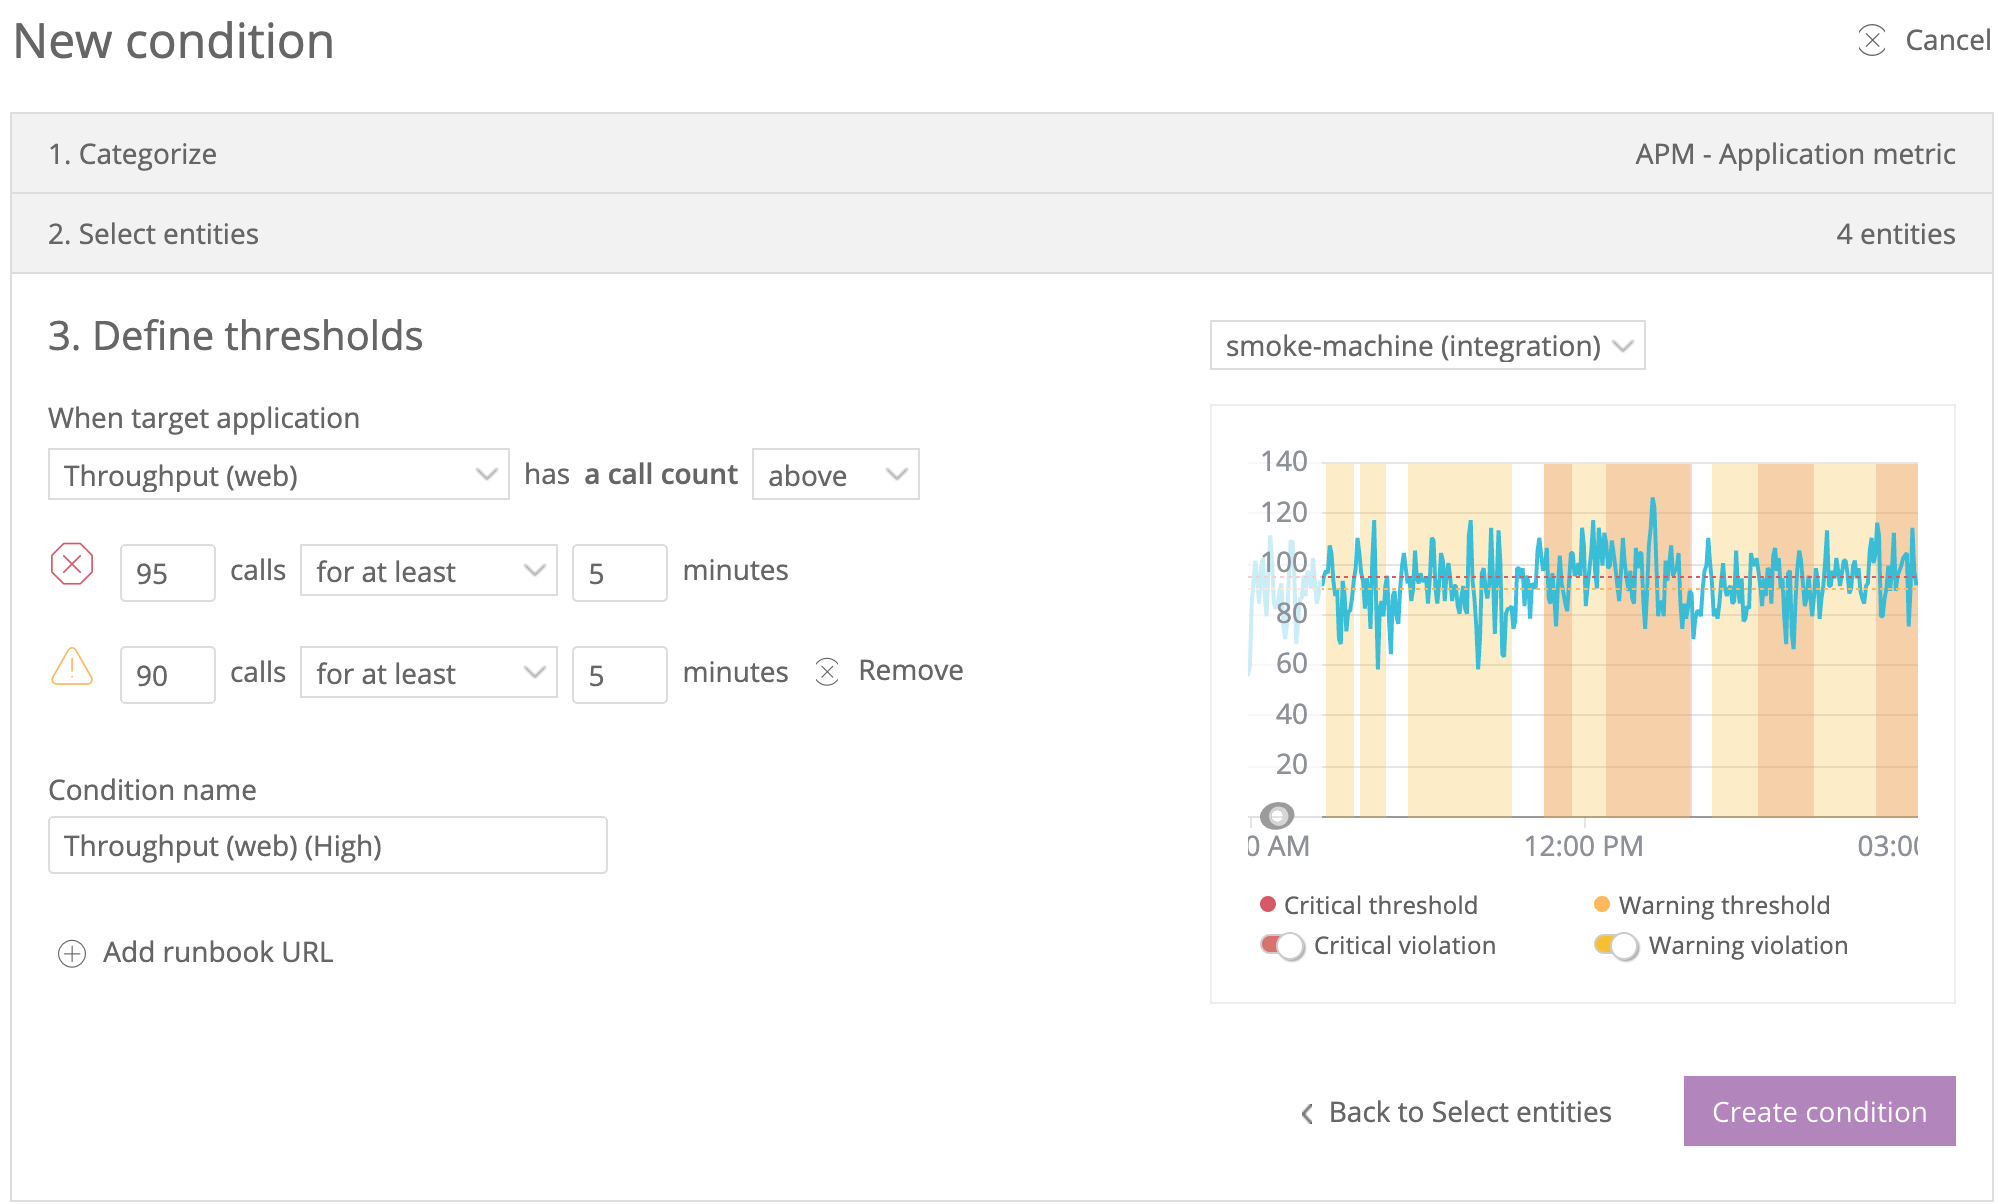 New condition
Cancel
1. Categorize
APM - Application metric
2. Select entities
4 entities
3. Define thresholds
smoke-machine (integration)
When target application
Throughput (web) has a call count above
95 calls for at least 5 minutes
90 calls for at least 5 minutes Remove
Condition name
Throughput (web) (High)
Add runbook URL
140
120
100
80
60
40
20
0 AM 12:00 PM 03:00
Critical threshold Warning threshold
Critical violation Warning violation
Back to Select entities
Create condition